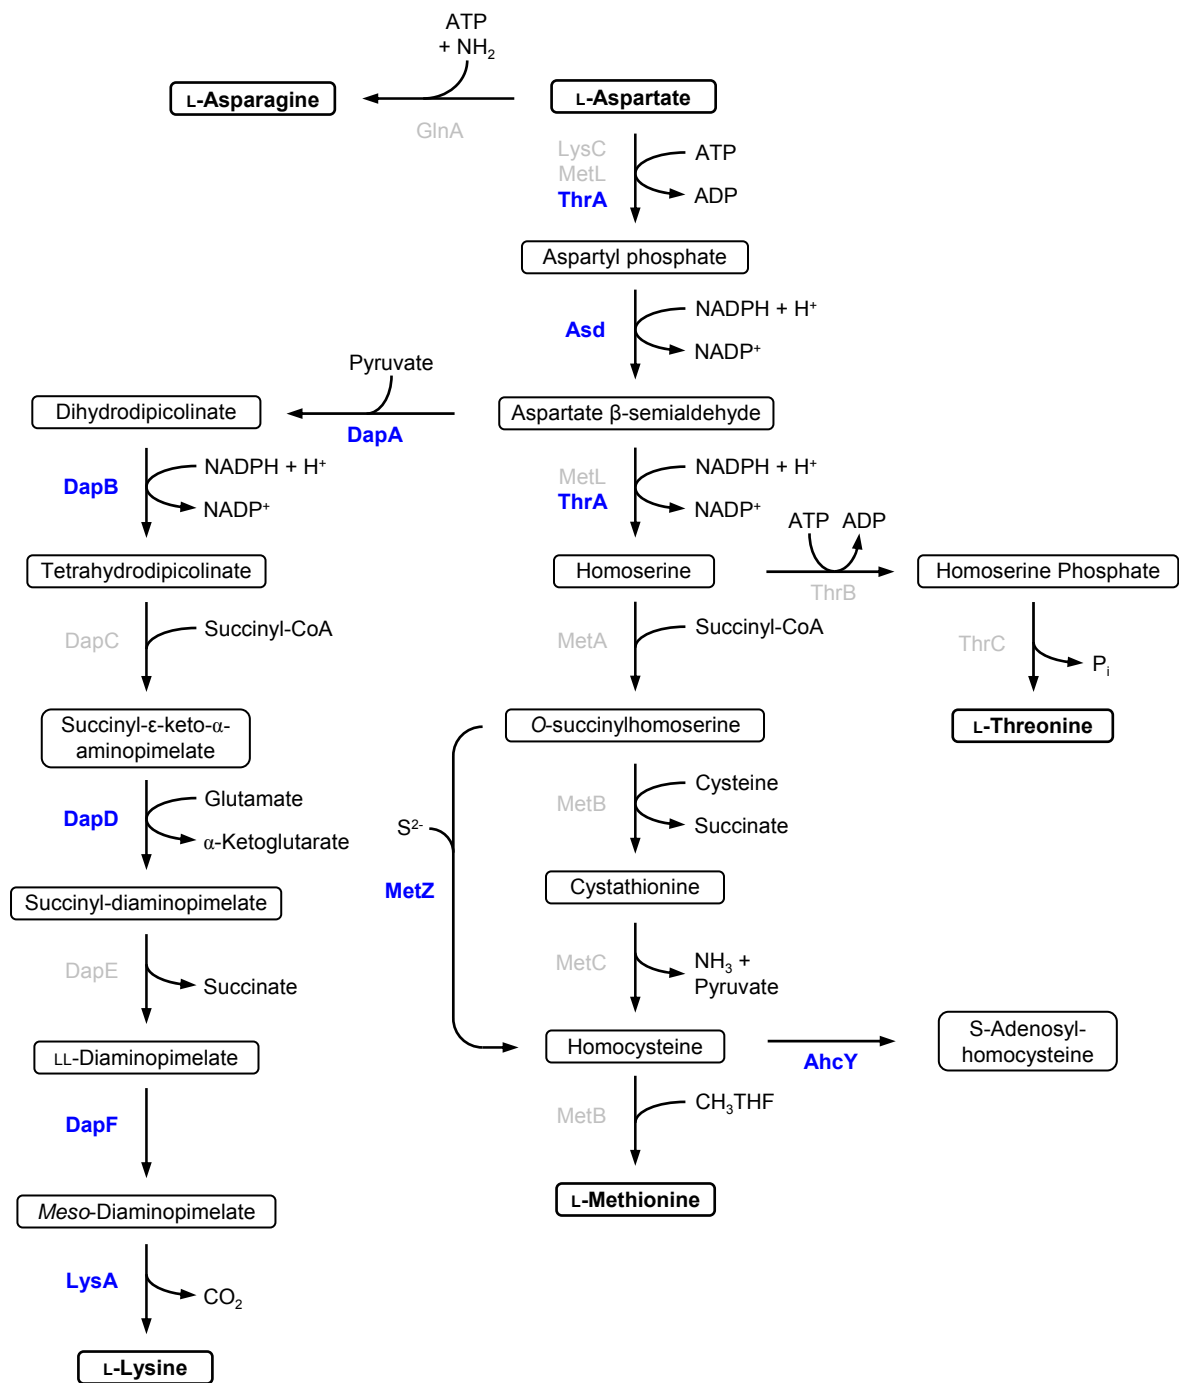 ATP
+ NH₂
L-Asparagine
L-Aspartate
GlnA
LysC
MetL
ThrA
ATP
ADP
Aspartyl phosphate
Asd
NADPH + H⁺
NADP⁺
Pyruvate
Dihydrodipicolinate
Aspartate β-semialdehyde
DapA
DapB
NADPH + H⁺
NADP⁺
MetL
ThrA
NADPH + H⁺
NADP⁺
ATP
ADP
Tetrahydrodipicolinate
Homoserine
Homoserine Phosphate
ThrB
DapC
Succinyl-CoA
MetA
Succinyl-CoA
ThrC
Pᵢ
Succinyl-ε-keto-α-
aminopimelate
O-succinylhomoserine
L-Threonine
DapD
Glutamate
α-Ketoglutarate
S²⁻
MetZ
MetB
Cysteine
Succinate
Succinyl-diaminopimelate
Cystathionine
DapE
Succinate
MetC
NH₃ +
Pyruvate
LL-Diaminopimelate
Homocysteine
AhcY
S-Adenosyl-
homocysteine
DapF
MetB
CH₃THF
Meso-Diaminopimelate
L-Methionine
LysA
CO₂
L-Lysine